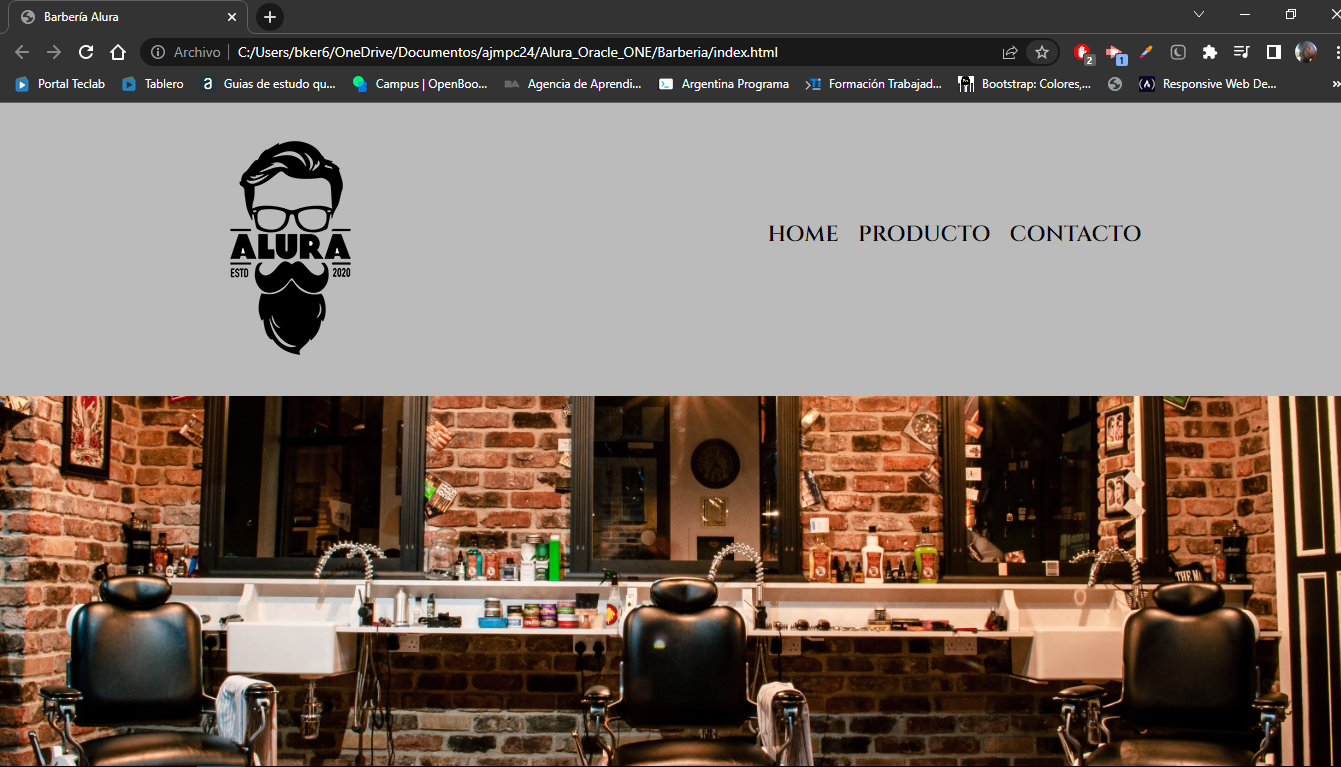 Barbería Alura
Archivo C:/Users/bker6/OneDrive/Documentos/ajmpc24/Alura_Oracle_ONE/Barberia/index.html
2 1
Portal Teclab Tablero Guias de estudo qu... Campus | OpenBoo... Agencia de Aprendi... Argentina Programa Formación Trabajad... Bootstrap: Colores,... Responsive Web De...
HOME PRODUCTO CONTACTO
ALURA
ESTD 2020